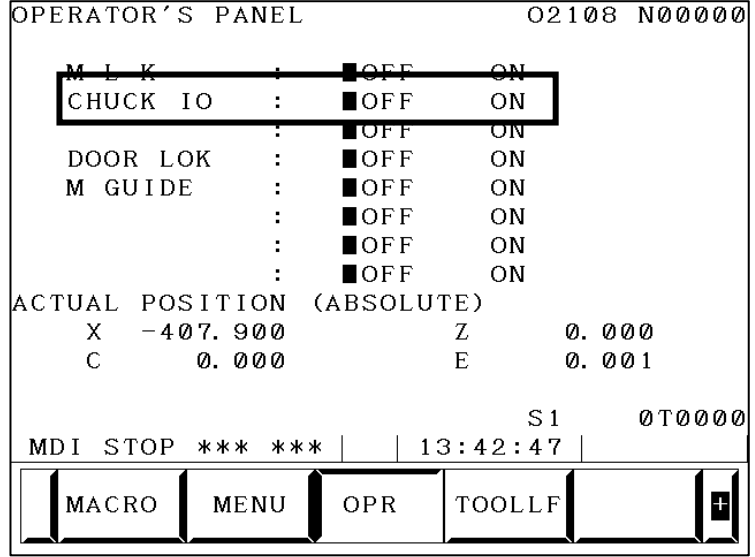 OPERATOR'S PANEL O2108 N00000
M L K : ■OFF ON
CHUCK IO : ■OFF ON
: ■OFF ON
DOOR LOK : ■OFF ON
M GUIDE : ■OFF ON
: ■OFF ON
: ■OFF ON
: ■OFF ON
ACTUAL POSITION (ABSOLUTE)
X -407.900 Z 0.000
C 0.000 E 0.001
S1 0T0000
MDI STOP *** *** | | 13:42:47 |
MACRO MENU OPR TOOLLF +